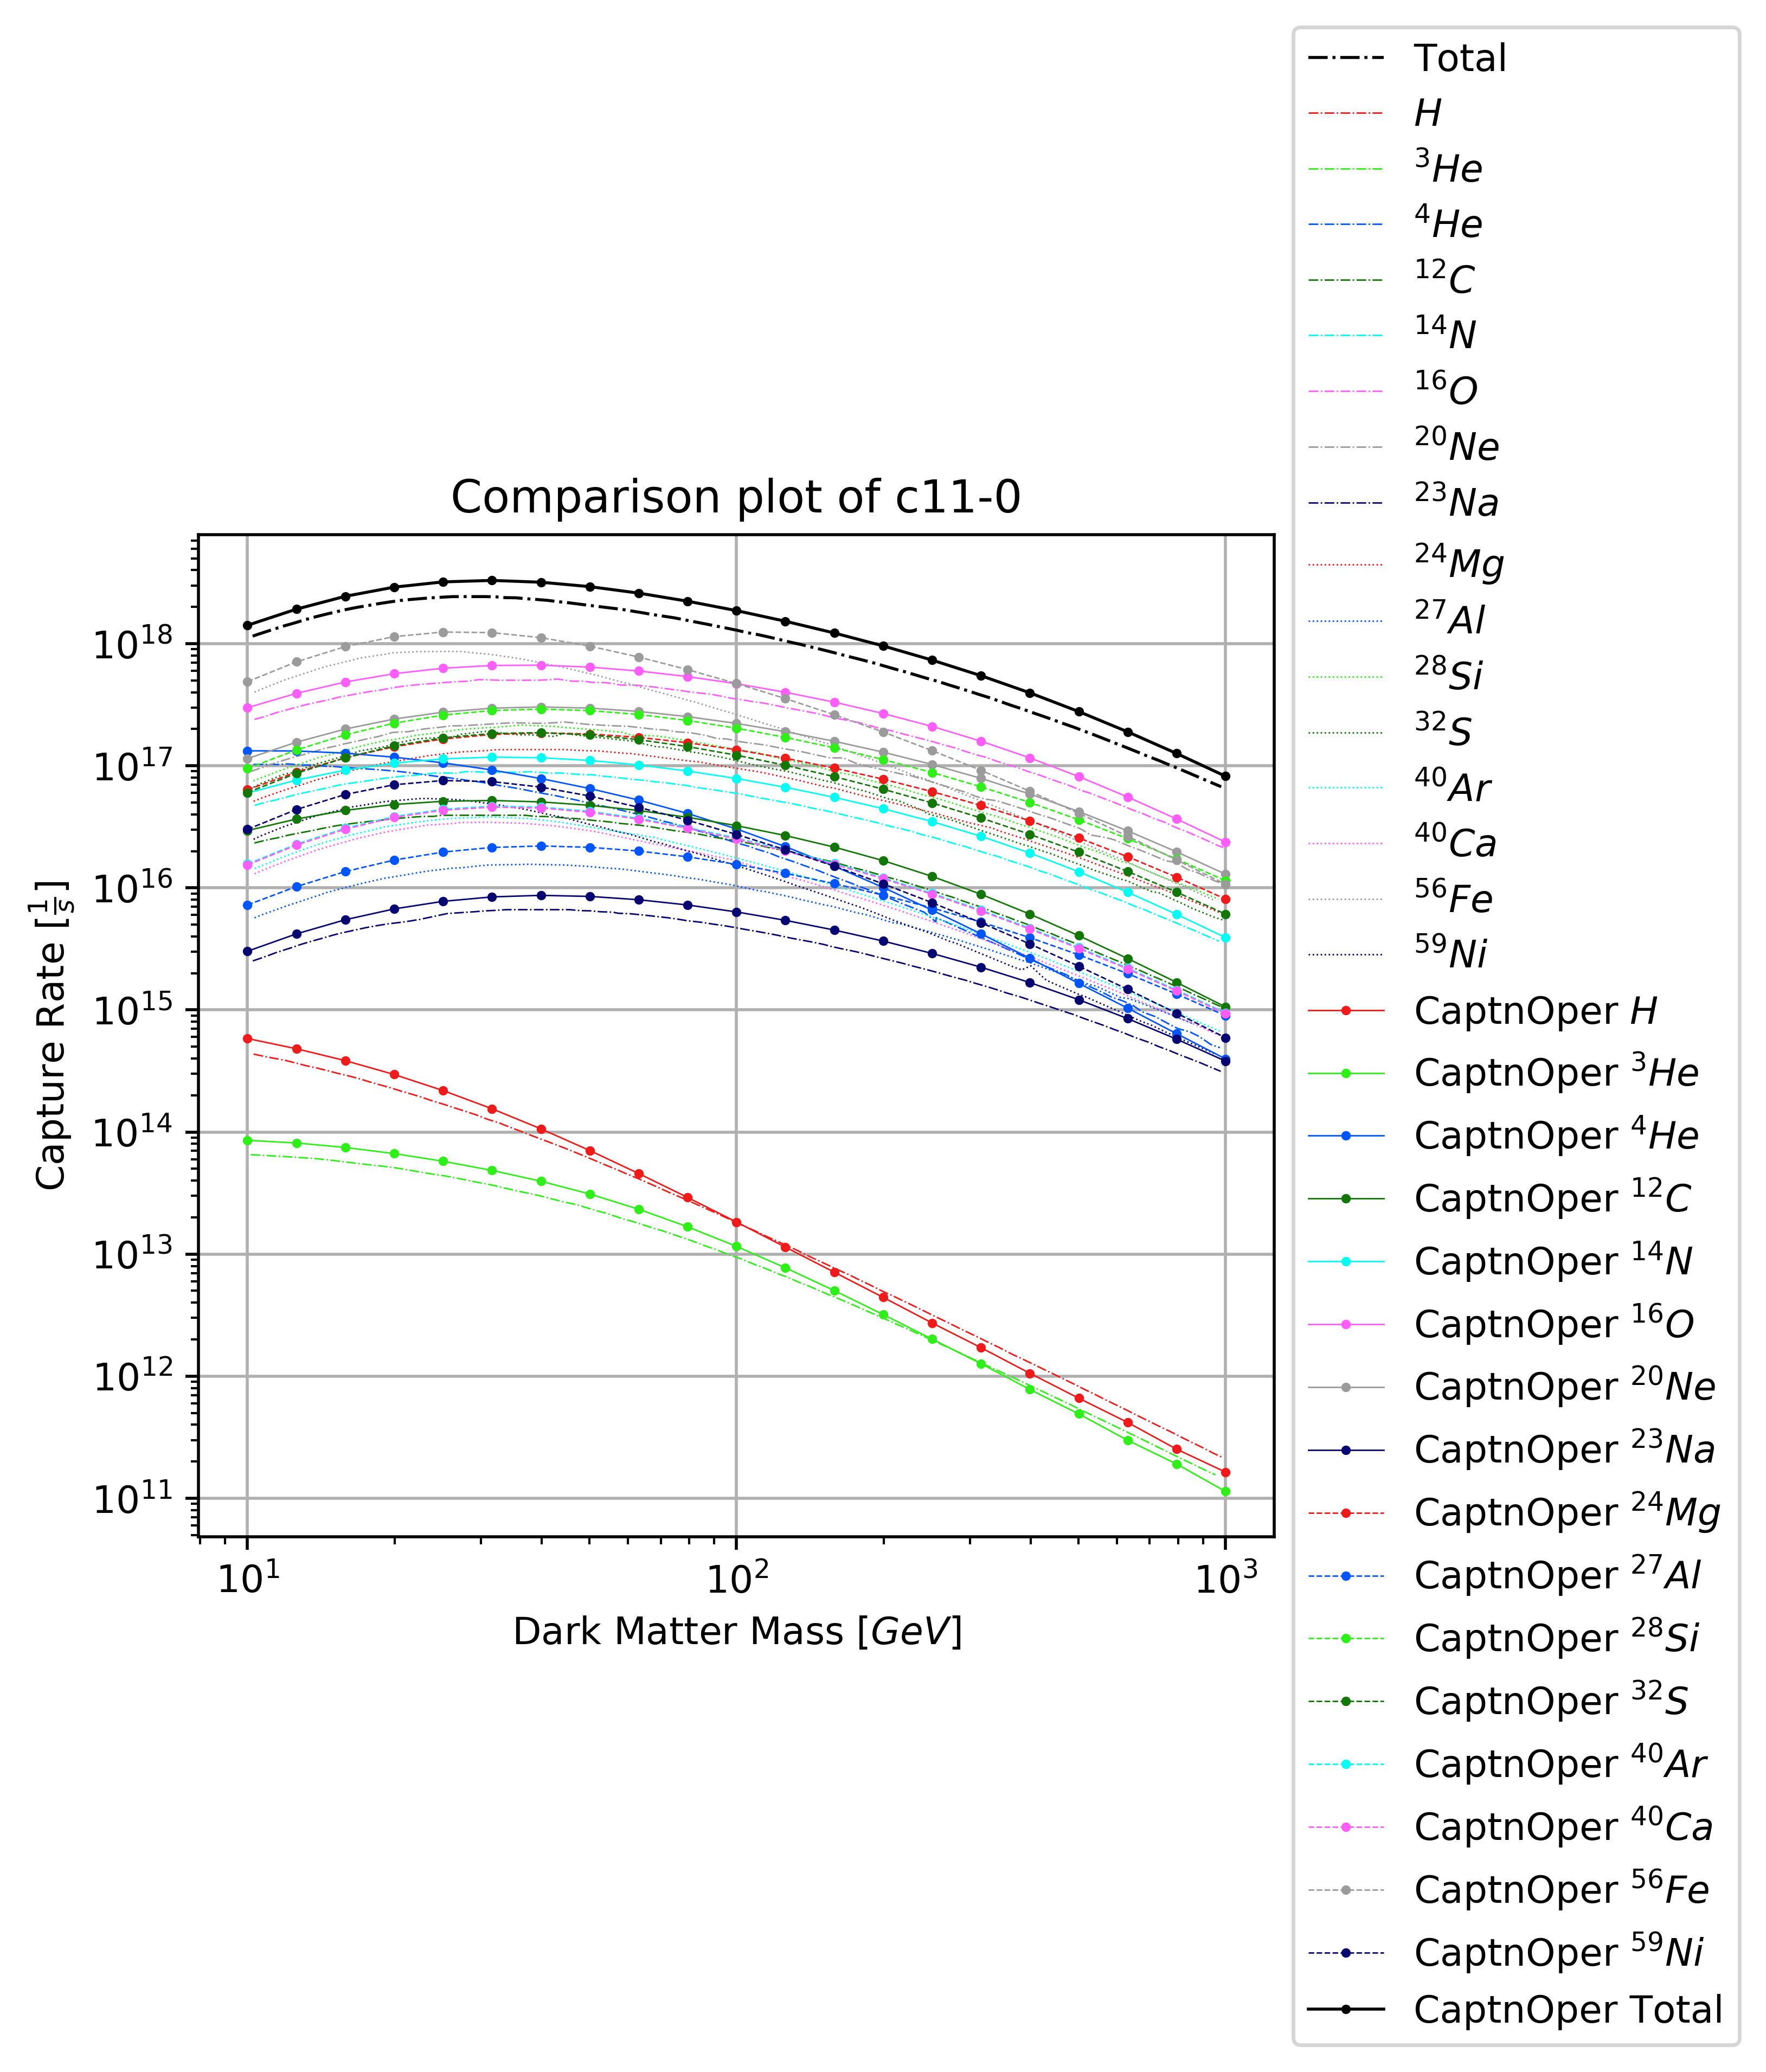 Comparison plot of c11-0
Capture Rate [1/s]
10^18
10^17
10^16
10^15
10^14
10^13
10^12
10^11
10^1 10^2 10^3
Dark Matter Mass [GeV]
Total
H
^3He
^4He
^12C
^14N
^16O
^20Ne
^23Na
^24Mg
^27Al
^28Si
^32S
^40Ar
^40Ca
^56Fe
^59Ni
CaptnOper H
CaptnOper ^3He
CaptnOper ^4He
CaptnOper ^12C
CaptnOper ^14N
CaptnOper ^16O
CaptnOper ^20Ne
CaptnOper ^23Na
CaptnOper ^24Mg
CaptnOper ^27Al
CaptnOper ^28Si
CaptnOper ^32S
CaptnOper ^40Ar
CaptnOper ^40Ca
CaptnOper ^56Fe
CaptnOper ^59Ni
CaptnOper Total